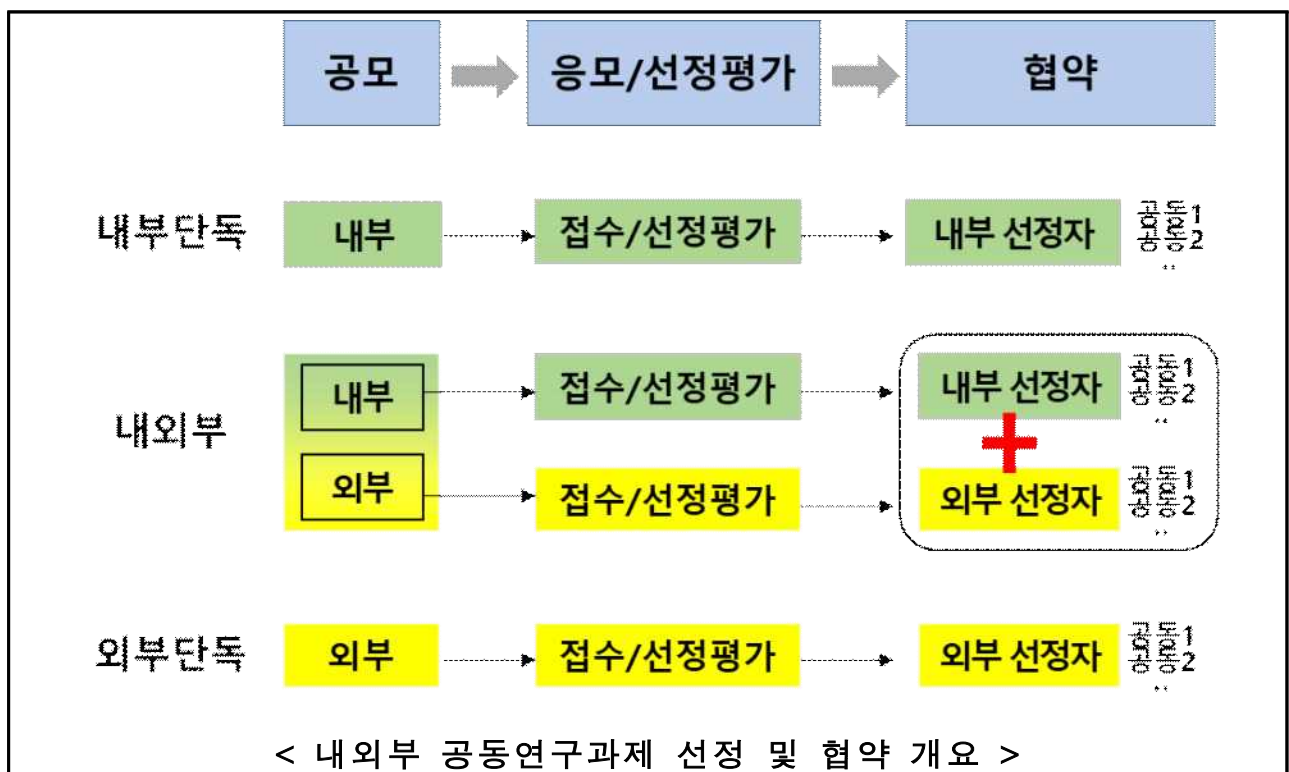 공모 응모/선정평가 협약
내부단독 내부 접수/선정평가 내부 선정자 공동1
공동2
..
내외부
내부 접수/선정평가 내부 선정자 공동1
공동2
..
+
외부 접수/선정평가 외부 선정자 공동1
공동2
..
외부단독 외부 접수/선정평가 외부 선정자 공동1
공동2
..
< 내외부 공동연구과제 선정 및 협약 개요 >